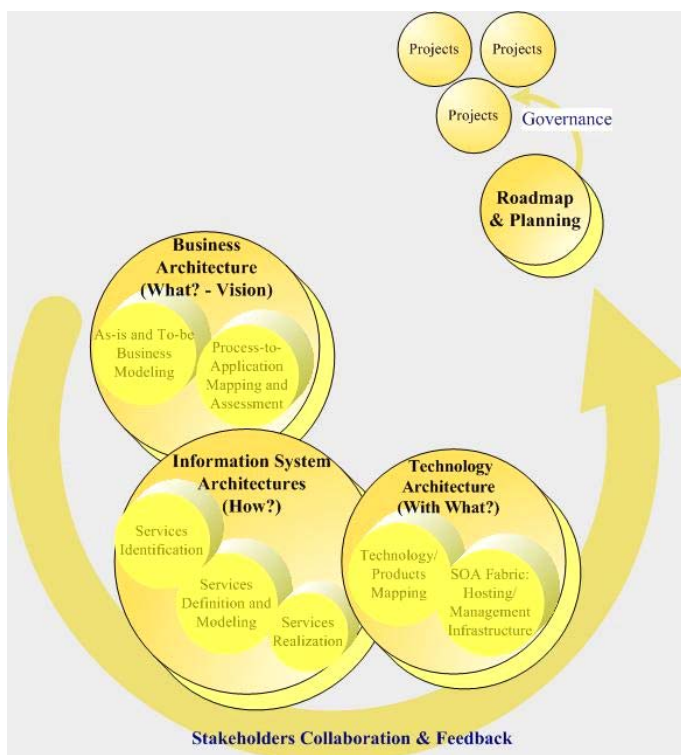 Projects
Projects
Projects
Governance
Roadmap
& Planning
Business
Architecture
(What? - Vision)
As-is and To-be
Business
Modeling
Process-to-
Application
Mapping and
Assessment
Information System
Architectures
(How?)
Services
Identification
Services
Definition and
Modeling
Services
Realization
Technology
Architecture
(With What?)
Technology/
Products
Mapping
SOA Fabric:
Hosting/
Management
Infrastructure
Stakeholders Collaboration & Feedback